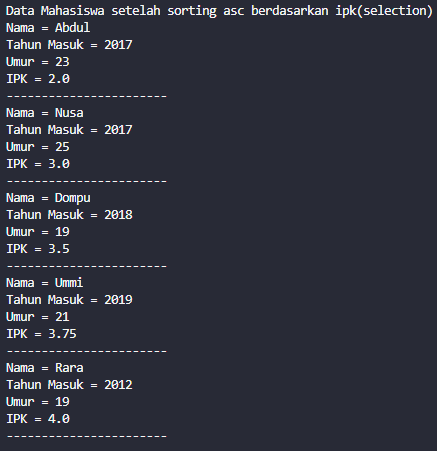 Data Mahasiswa setelah sorting asc berdasarkan ipk(selection)
Nama = Abdul
Tahun Masuk = 2017
Umur = 23
IPK = 2.0
-----------------------
Nama = Nusa
Tahun Masuk = 2017
Umur = 25
IPK = 3.0
-----------------------
Nama = Dompu
Tahun Masuk = 2018
Umur = 19
IPK = 3.5
-----------------------
Nama = Ummi
Tahun Masuk = 2019
Umur = 21
IPK = 3.75
-----------------------
Nama = Rara
Tahun Masuk = 2012
Umur = 19
IPK = 4.0
-----------------------